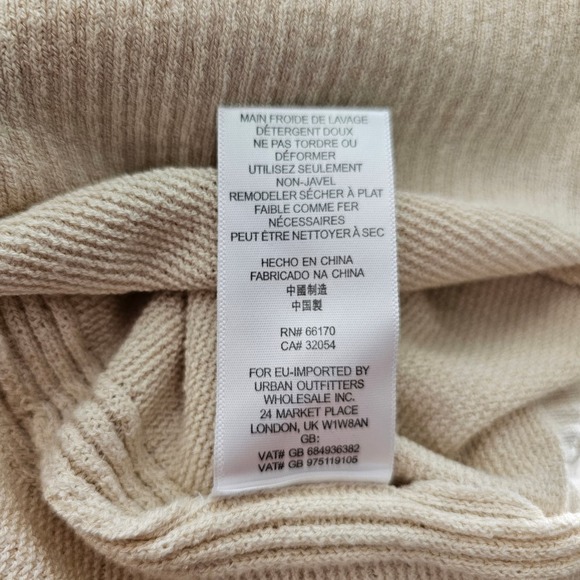 MAIN FROIDE DE LAVAGE
DÉTERGENT DOUX
NE PAS TORDRE OU
DÉFORMER
UTILISEZ SEULEMENT
NON-JAVEL
REMODELER SÉCHER À PLAT
FAIBLE COMME FER
NÉCESSAIRES
PEUT ÊTRE NETTOYER À SEC
HECHO EN CHINA
FABRICADO NA CHINA
中國制造
中国製
RN# 66170
CA# 32054
FOR EU-IMPORTED BY
URBAN OUTFITTERS
WHOLESALE INC.
24 MARKET PLACE
LONDON, UK W1W8AN
GB:
VAT# GB 684936382
VAT# GB 975119105